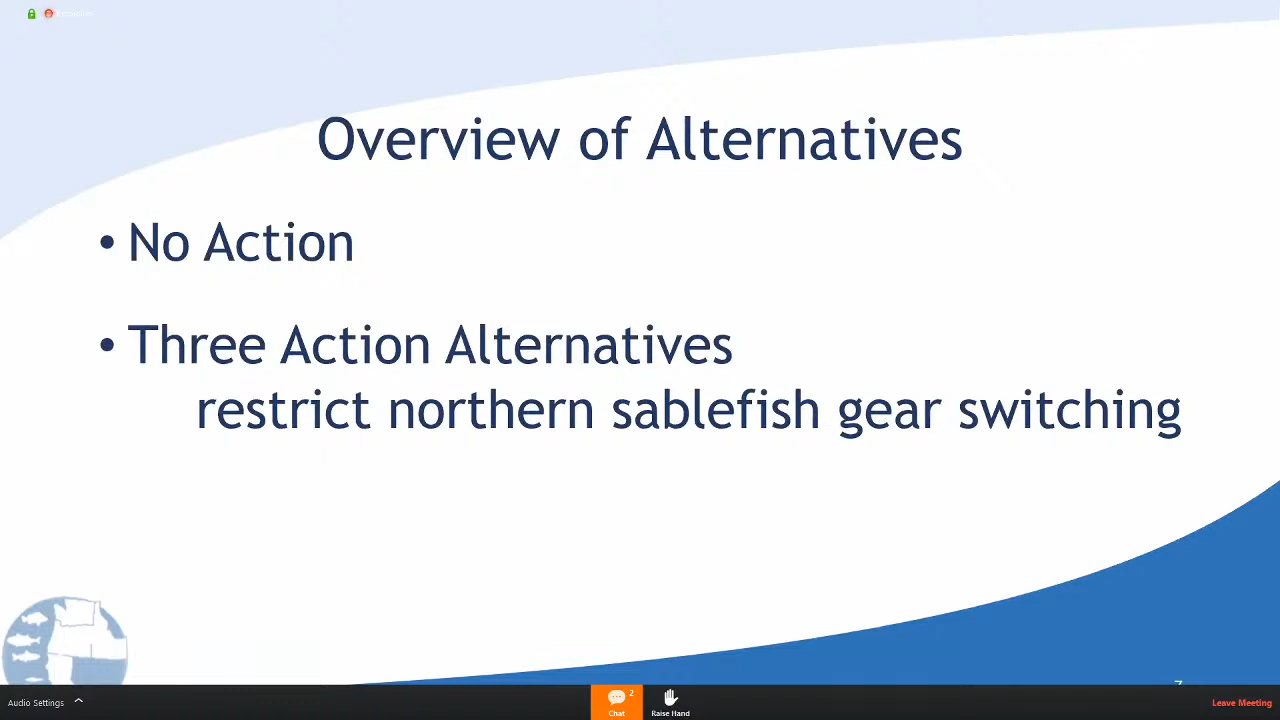 Overview of Alternatives
• No Action
• Three Action Alternatives
restrict northern sablefish gear switching
Audio Settings
2
Chat
Raise Hand
Leave Meeting